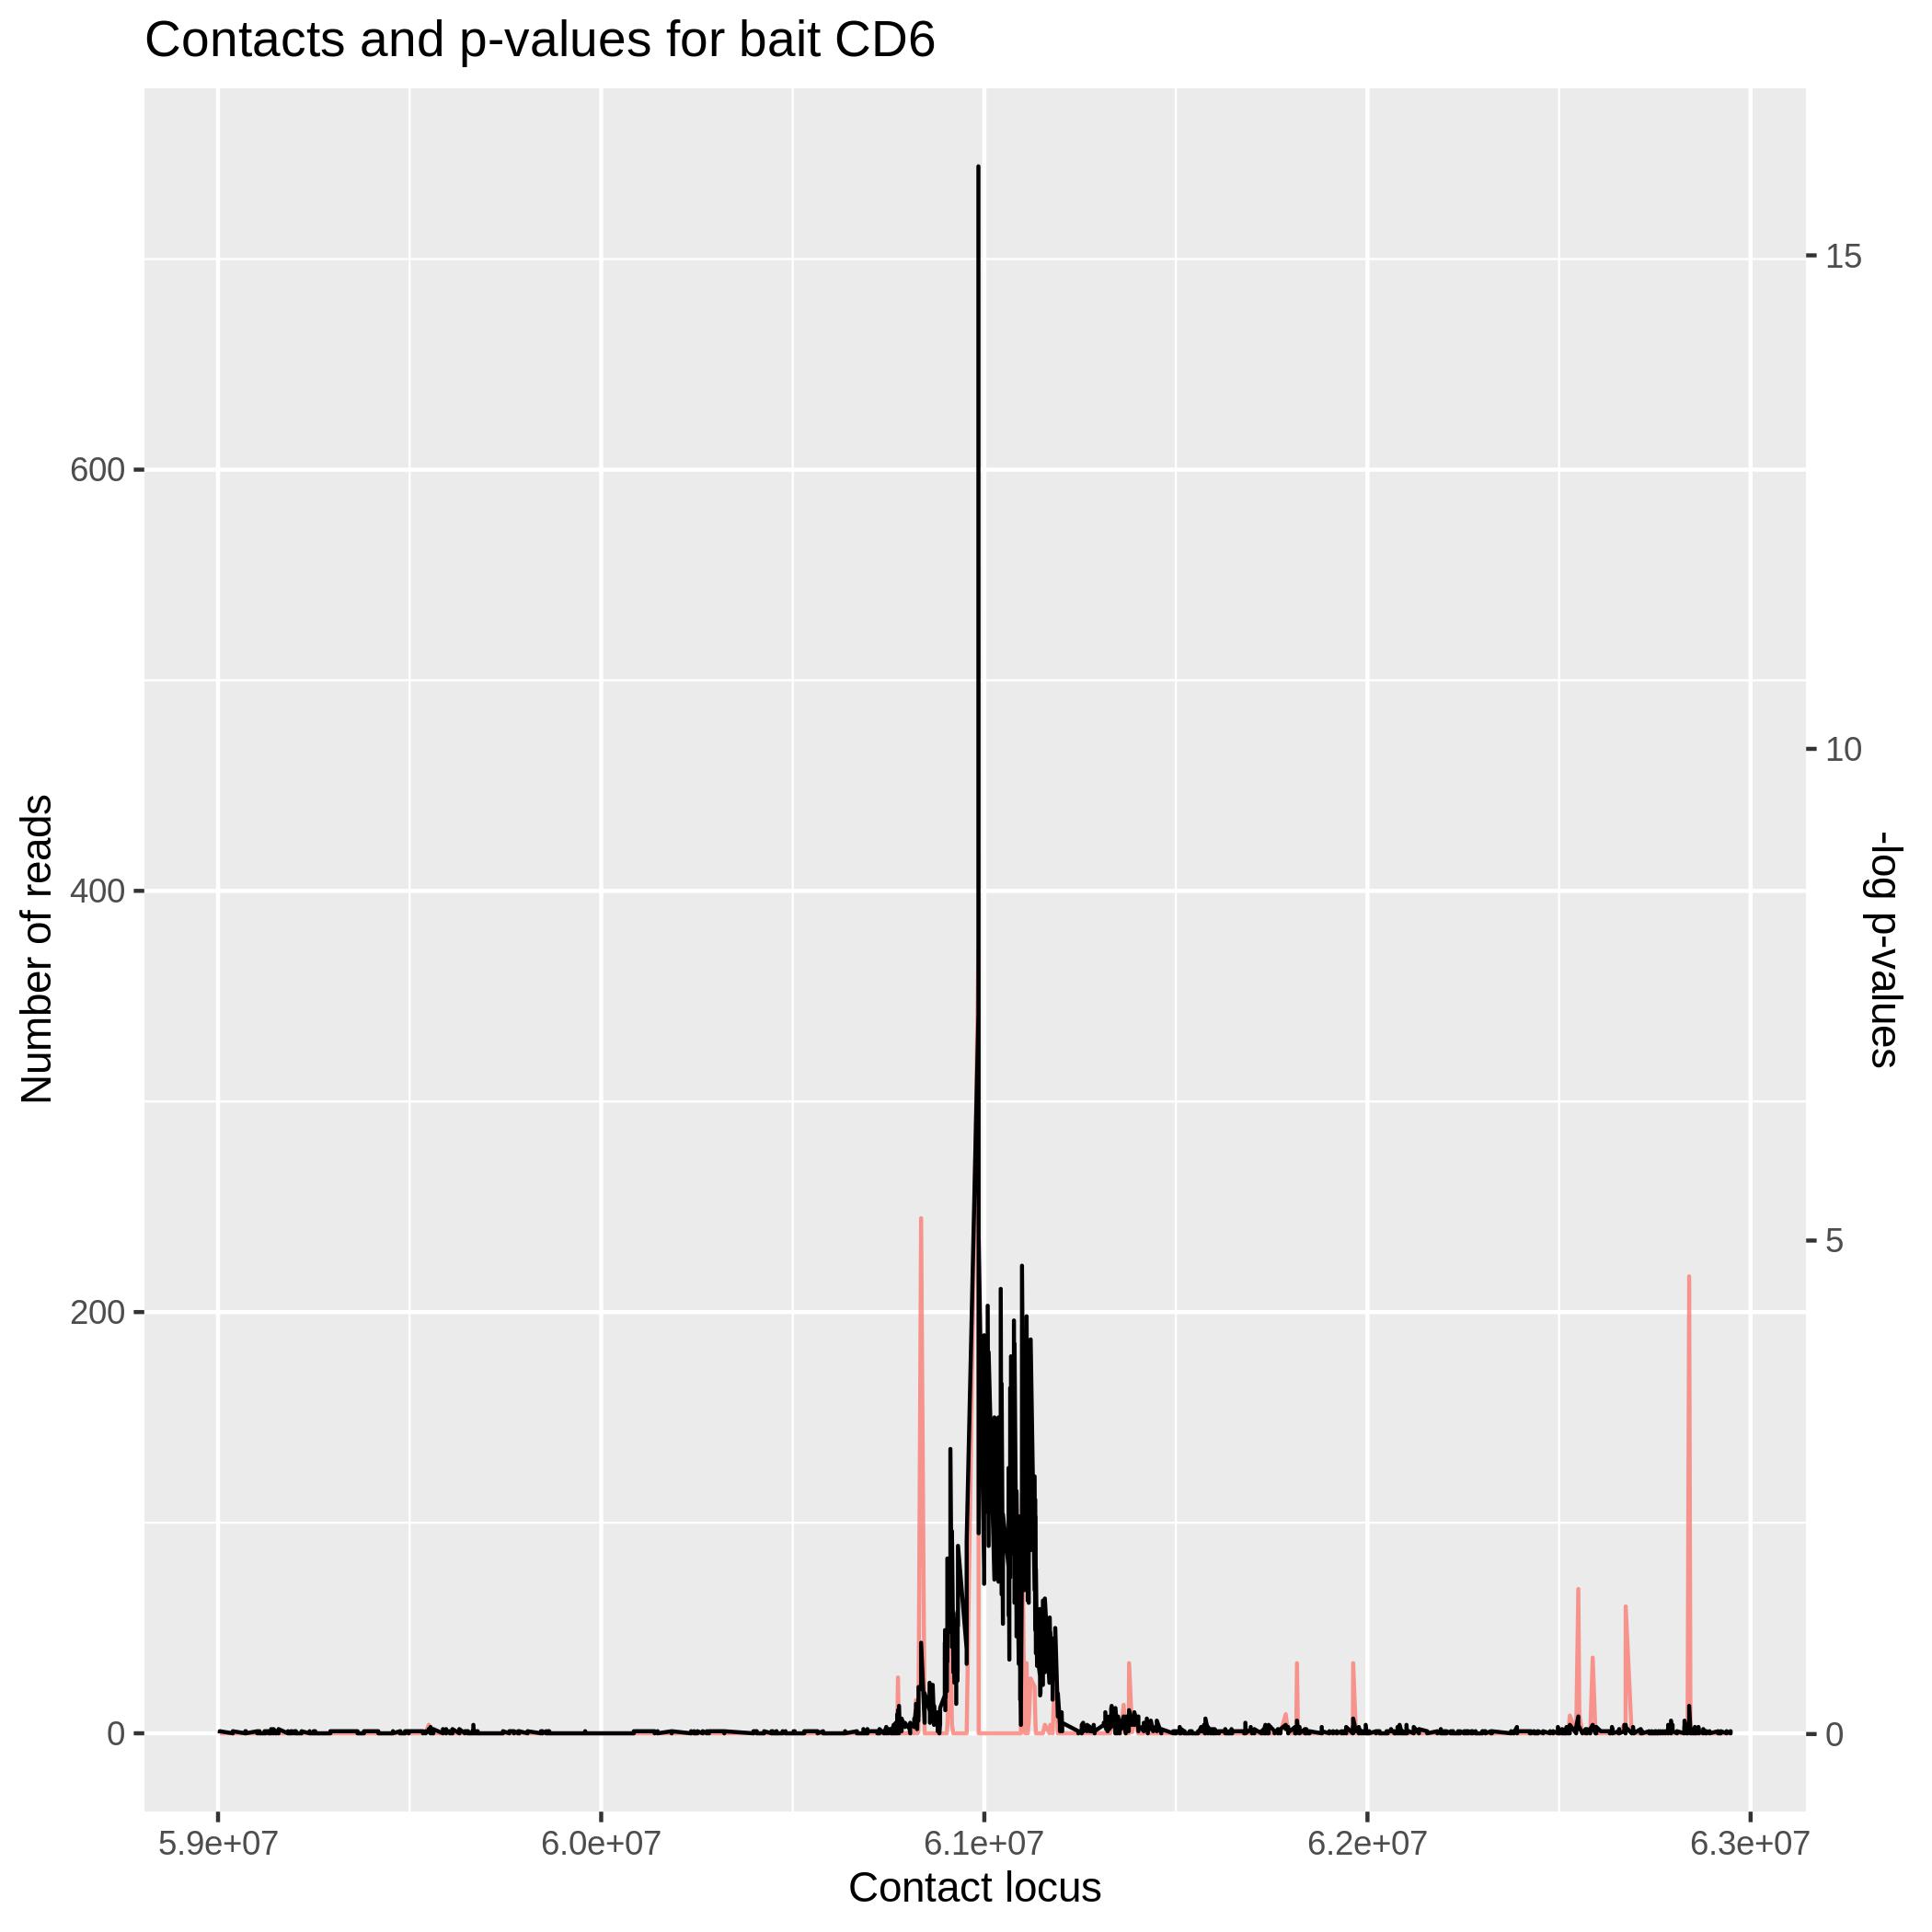 Contacts and p-values for bait CD6
Number of reads
600
400
200
0
15
10
5
0
-log p-values
5.9e+07
6.0e+07
6.1e+07
6.2e+07
6.3e+07
Contact locus